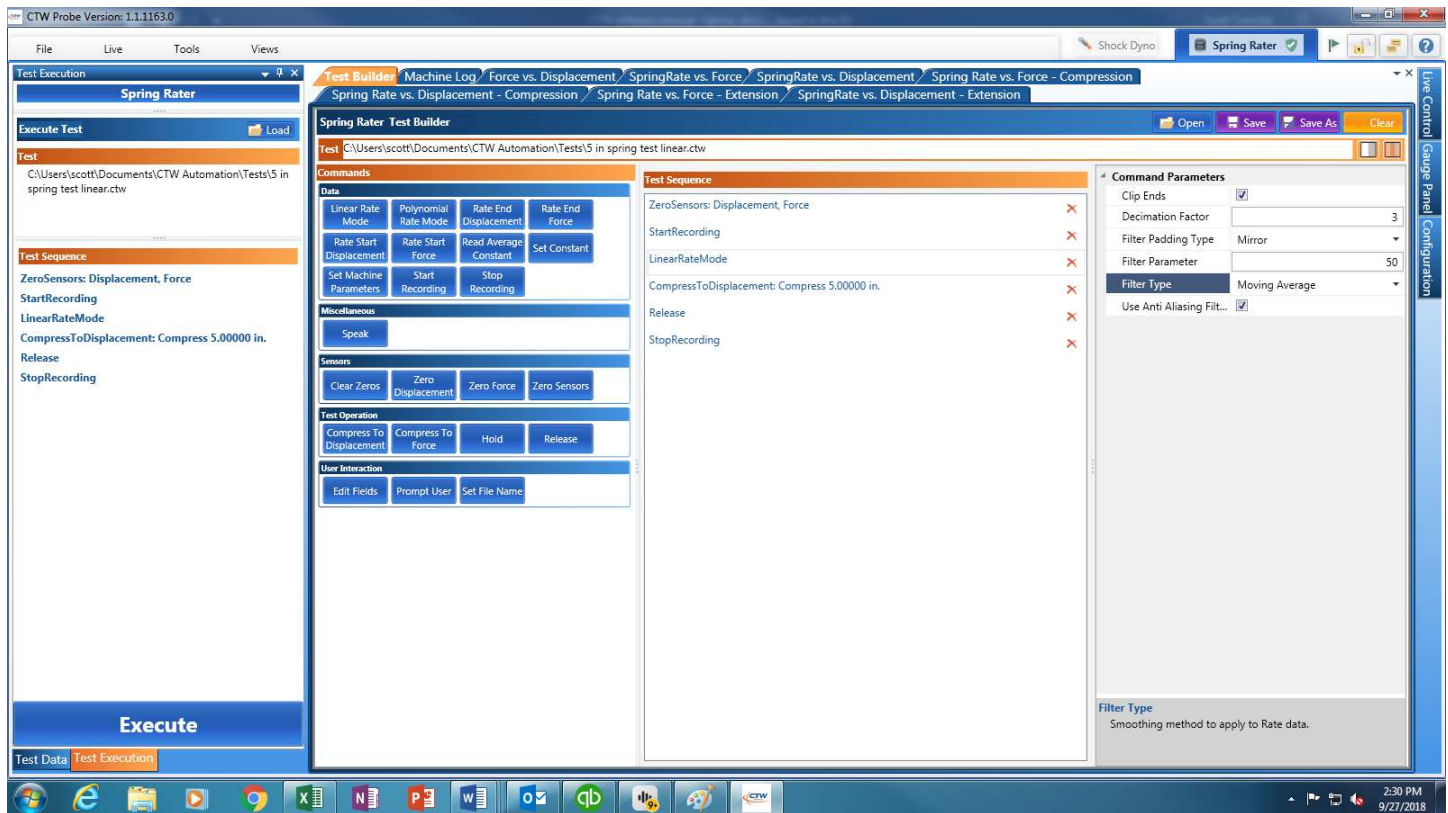 CTW Probe Version: 1.1.1163.0
File Live Tools Views
Shock Dyno Spring Rater
Test Execution
Spring Rater
Execute Test Load
Test
C:\Users\scott\Documents\CTW Automation\Tests\5 in
spring test linear.ctw
Test Sequence
ZeroSensors: Displacement, Force
StartRecording
LinearRateMode
CompressToDisplacement: Compress 5.00000 in.
Release
StopRecording
Execute
Test Data Test Execution
Test Builder Machine Log Force vs. Displacement SpringRate vs. Force SpringRate vs. Displacement Spring Rate vs. Force - Compression
Spring Rate vs. Displacement - Compression Spring Rate vs. Force - Extension SpringRate vs. Displacement - Extension
Spring Rater Test Builder Open Save Save As Clear
Test C:\Users\scott\Documents\CTW Automation\Tests\5 in spring test linear.ctw
Commands
Data
Linear Rate Mode
Polynomial Rate Mode
Rate End Displacement
Rate End Force
Rate Start Displacement
Rate Start Force
Read Average Constant
Set Constant
Set Machine Parameters
Start Recording
Stop Recording
Miscellaneous
Speak
Sensors
Clear Zeros
Zero Displacement
Zero Force
Zero Sensors
Test Operation
Compress To Displacement
Compress To Force
Hold
Release
User Interaction
Edit Fields
Prompt User
Set File Name
Test Sequence
ZeroSensors: Displacement, Force
StartRecording
LinearRateMode
CompressToDisplacement: Compress 5.00000 in.
Release
StopRecording
Command Parameters
Clip Ends
Decimation Factor 3
Filter Padding Type Mirror
Filter Parameter 50
Filter Type Moving Average
Use Anti Aliasing Filt...
Filter Type
Smoothing method to apply to Rate data.
Live Control
Gauge Panel
Configuration
CTW
9+
2:30 PM
9/27/2018